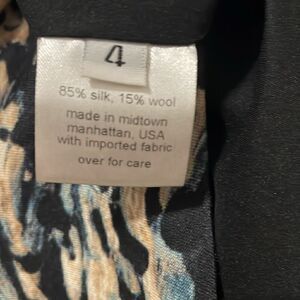 4
85% silk, 15% wool
made in midtown
manhattan, USA
with imported fabric
over for care